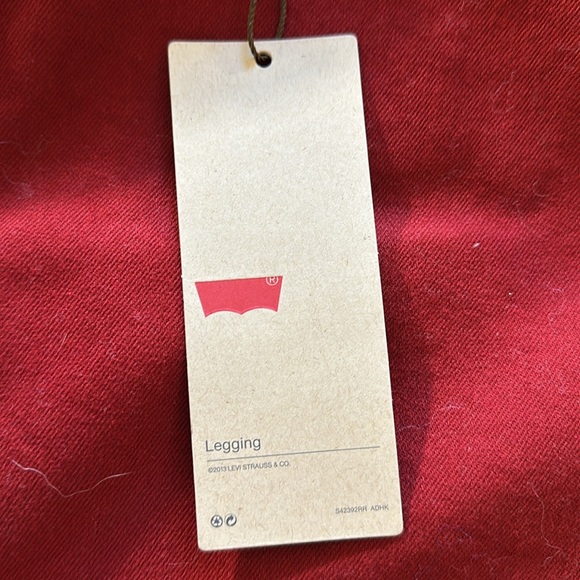 ®
Legging
©2013 LEVI STRAUSS & CO.
S42392RR ADHK